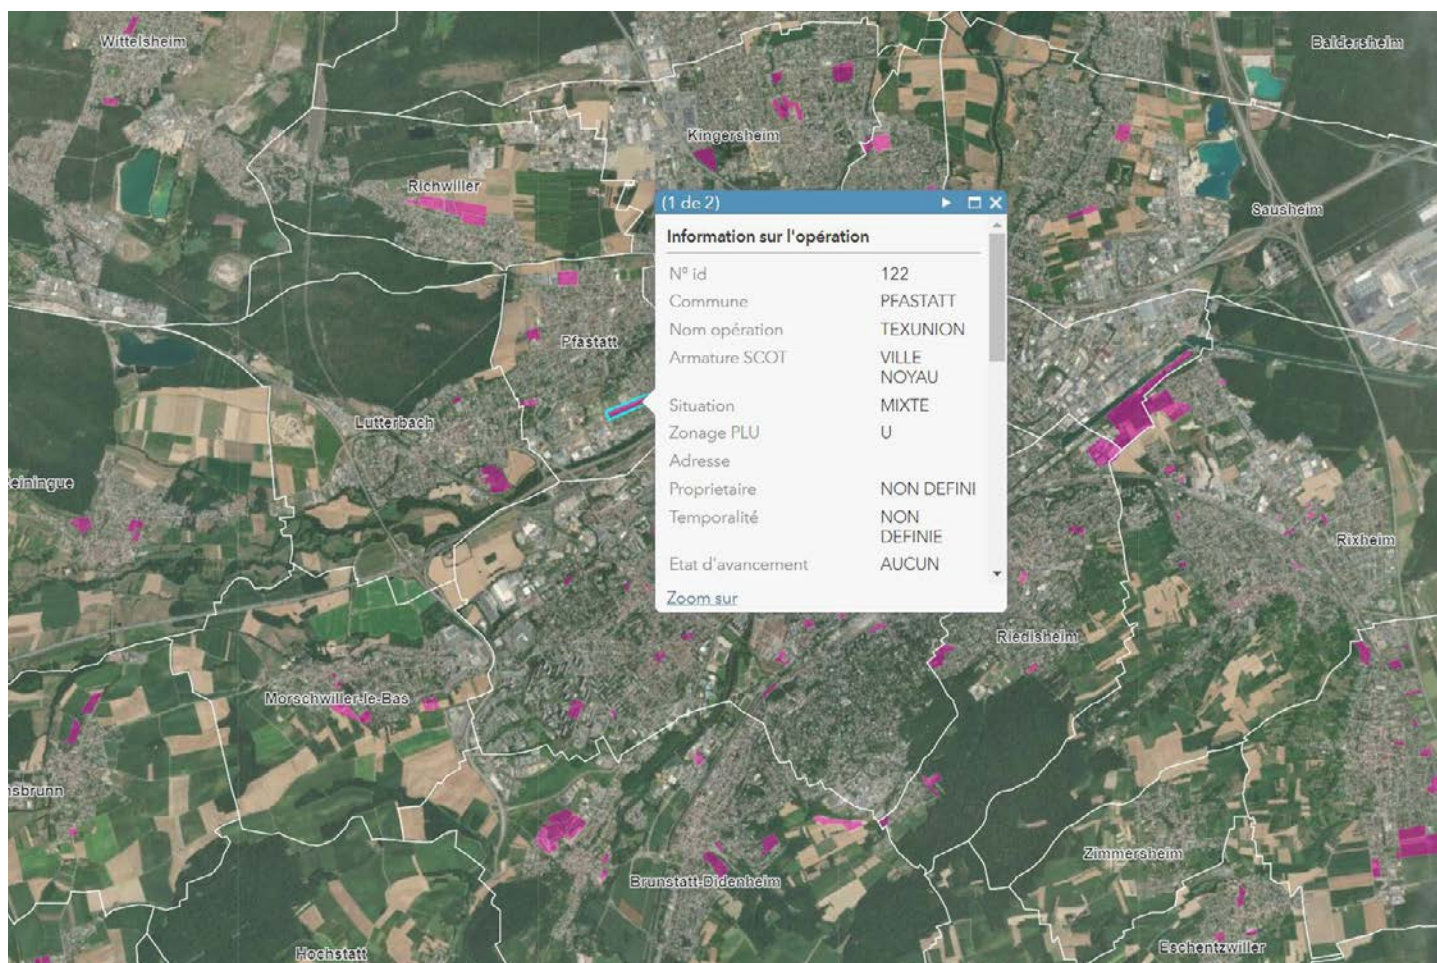 Wittelsheim
Baldersheim
Kingersheim
Richwiller
Sausheim
(1 de 2)
Information sur l'opération
N° id 122
Commune PFASTATT
Nom opération TEXUNION
Armature SCOT VILLE
NOYAU
Situation MIXTE
Zonage PLU U
Adresse
Proprietaire NON DEFINI
Temporalité NON
DEFINIE
Etat d'avancement AUCUN
Zoom sur
Pfastatt
Lutterbach
einingue
Rixheim
Riedisheim
Morschwiller-le-Bas
nsbrunn
Zimmersheim
Brunstatt-Didenheim
Hochstatt
Eschentzwiller